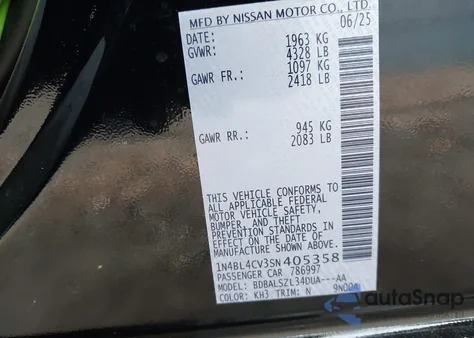 MFD BY NISSAN MOTOR CO., LTD.
DATE: 06/25
GVWR: 1963 KG
4328 LB
GAWR FR.: 1097 KG
2418 LB
GAWR RR.: 945 KG
2083 LB
THIS VEHICLE CONFORMS TO
ALL APPLICABLE FEDERAL
MOTOR VEHICLE SAFETY,
BUMPER, AND THEFT
PREVENTION STANDARDS IN
EFFECT ON THE DATE OF
MANUFACTURE SHOWN ABOVE.
1N4BL4CV3SN405358
PASSENGER CAR 786997
MODEL: BDBALSZL34DUA---AA
COLOR: KH3 TRIM: N
autoSnap